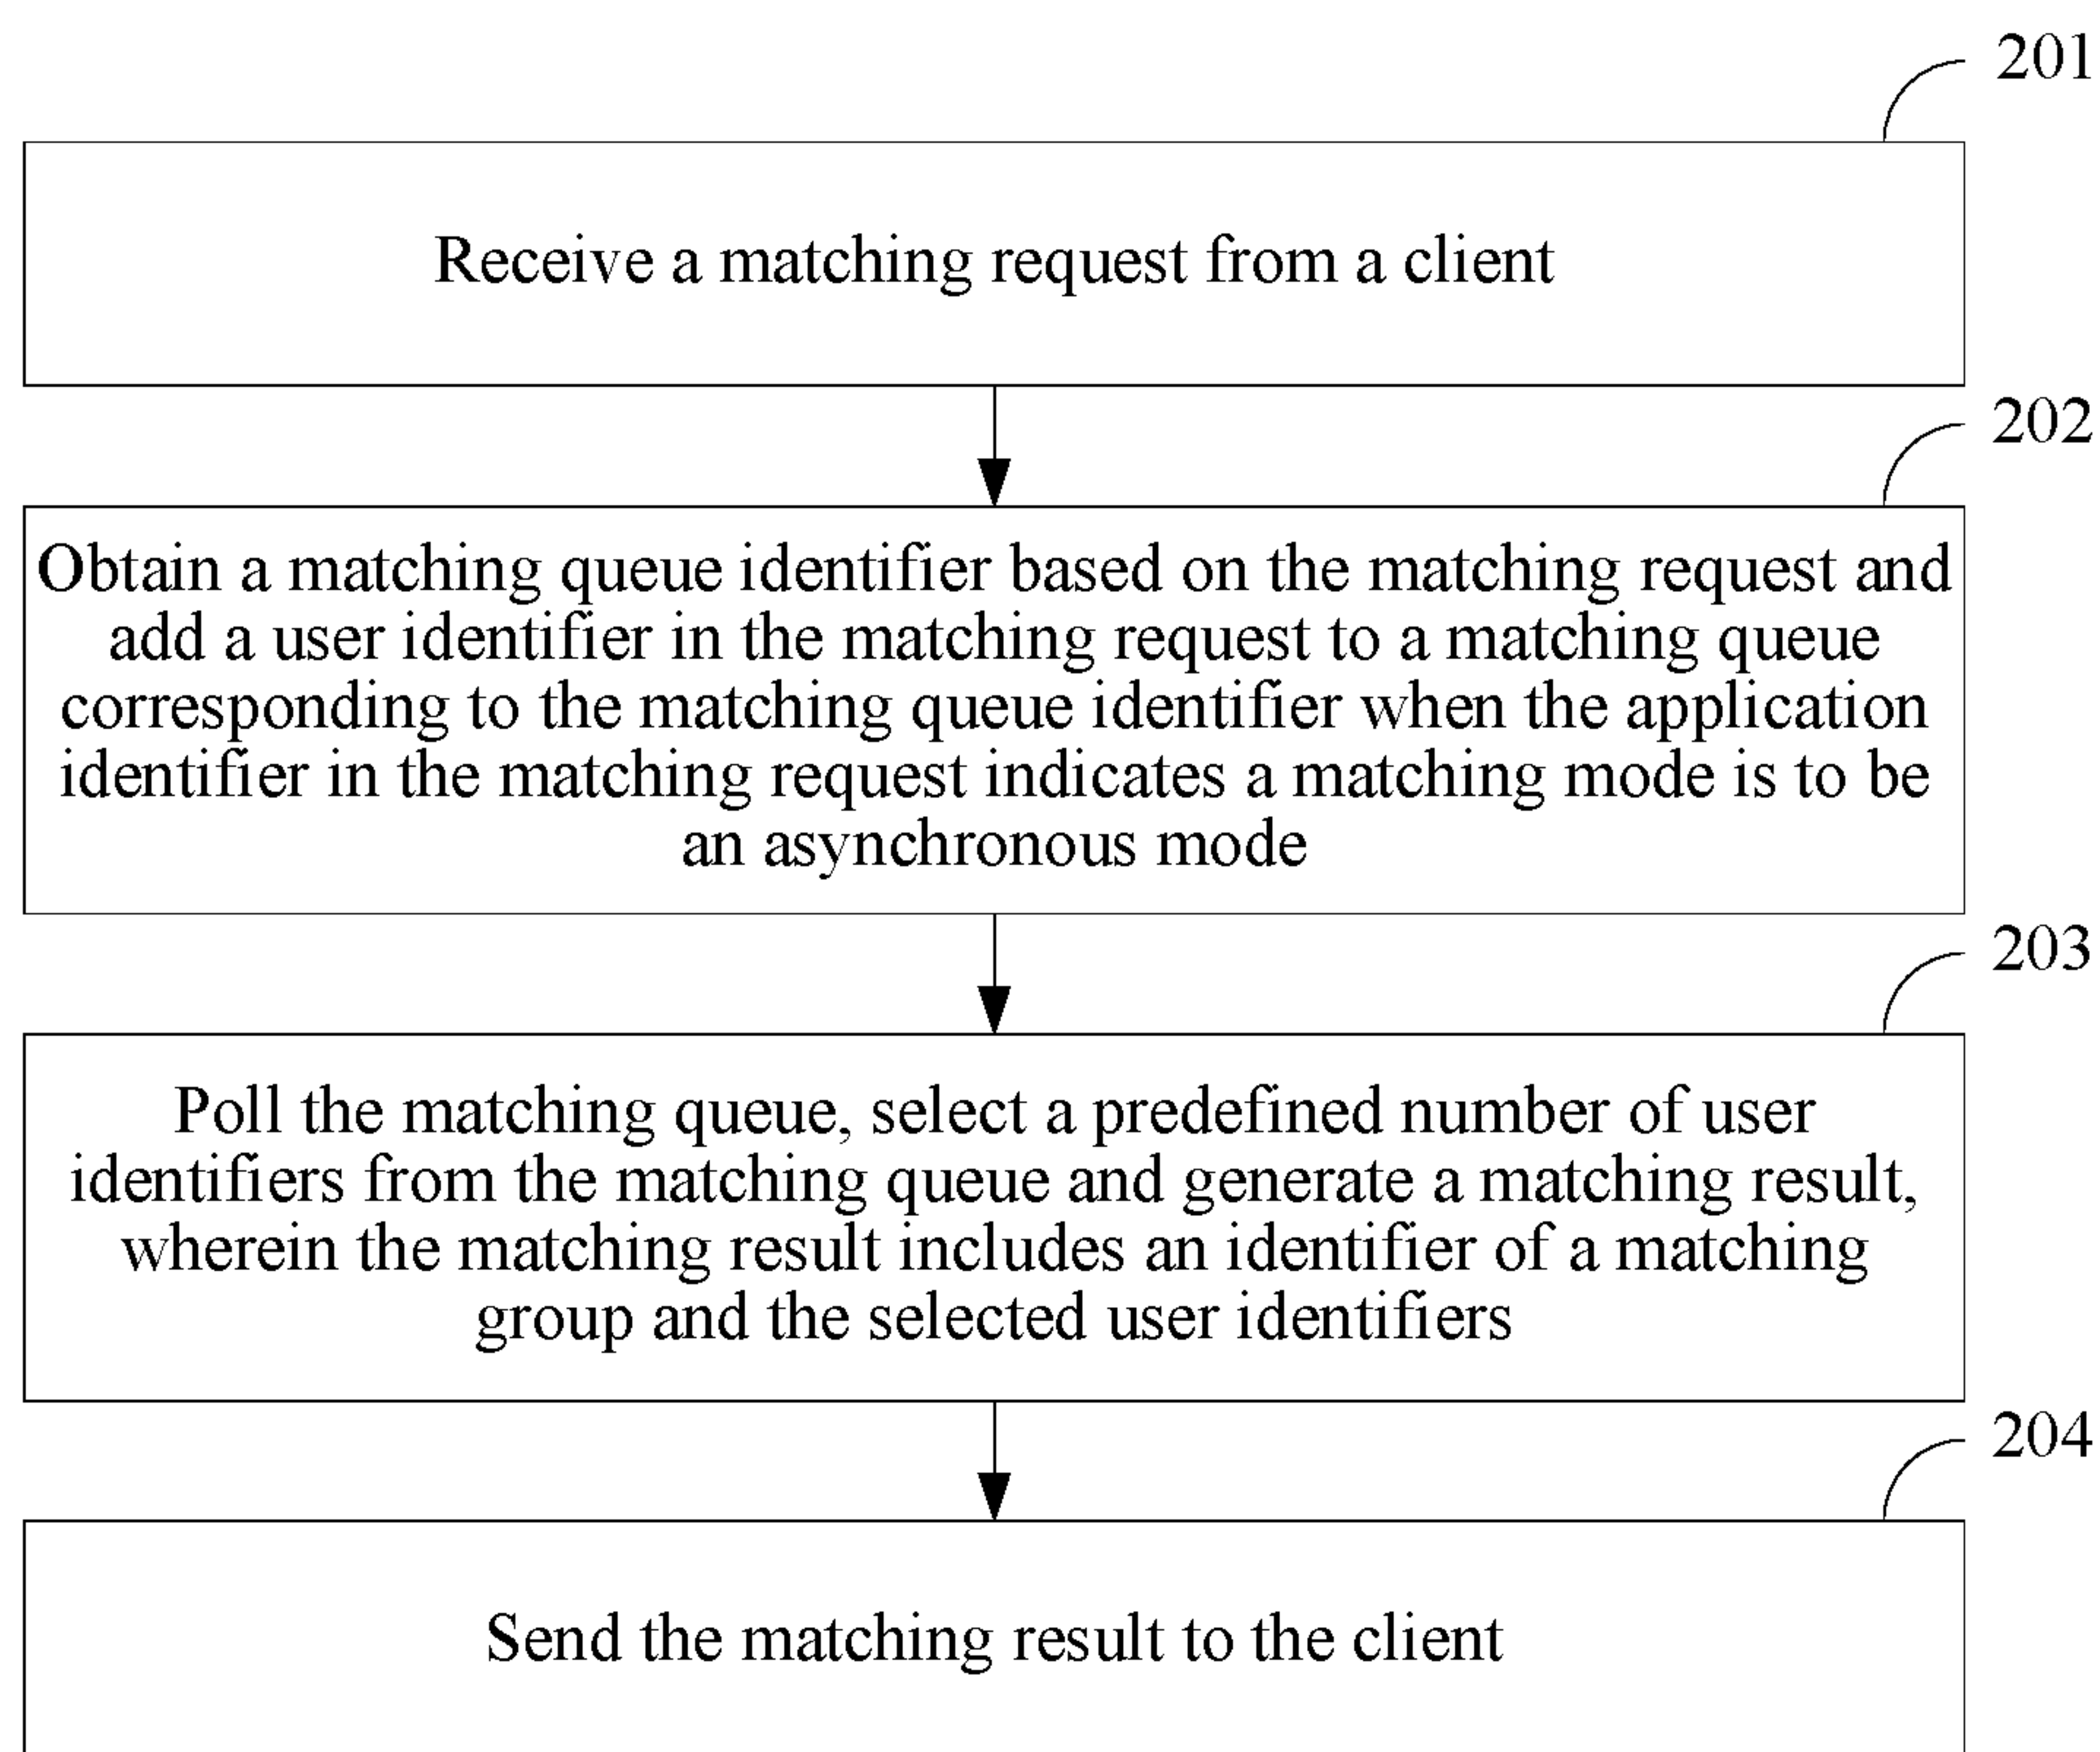 201
Receive a matching request from a client
202
Obtain a matching queue identifier based on the matching request and
add a user identifier in the matching request to a matching queue
corresponding to the matching queue identifier when the application
identifier in the matching request indicates a matching mode is to be
an asynchronous mode
203
Poll the matching queue, select a predefined number of user
identifiers from the matching queue and generate a matching result,
wherein the matching result includes an identifier of a matching
group and the selected user identifiers
204
Send the matching result to the client